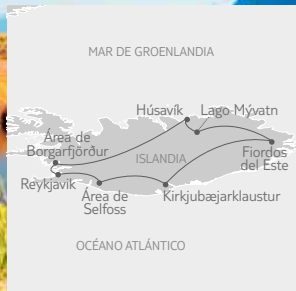 MAR DE GROENLANDIA
Húsavík
Lago Mývatn
Área de
Borgarfjörður
ISLANDIA
Fiordos
del Este
Reykjavik
Área de
Selfoss
Kirkjubæjarklaustur
OCÉANO ATLÁNTICO